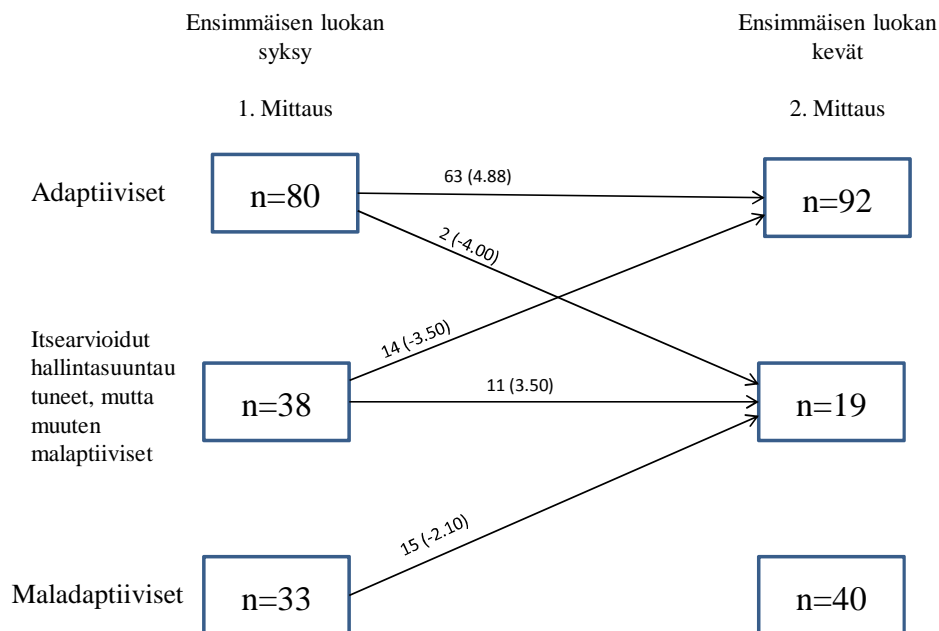 Ensimmäisen luokan
syksy
1. Mittaus
Ensimmäisen luokan
kevät
2. Mittaus
Adaptiiviset
n=80
63 (4.88)
n=92
2 (-4.00)
Itsearvioidut
hallintasuuntau
tuneet, mutta
muuten
malaptiiviset
n=38
14 (-3.50)
11 (3.50)
n=19
15 (-2.10)
Maladaptiiviset
n=33
n=40